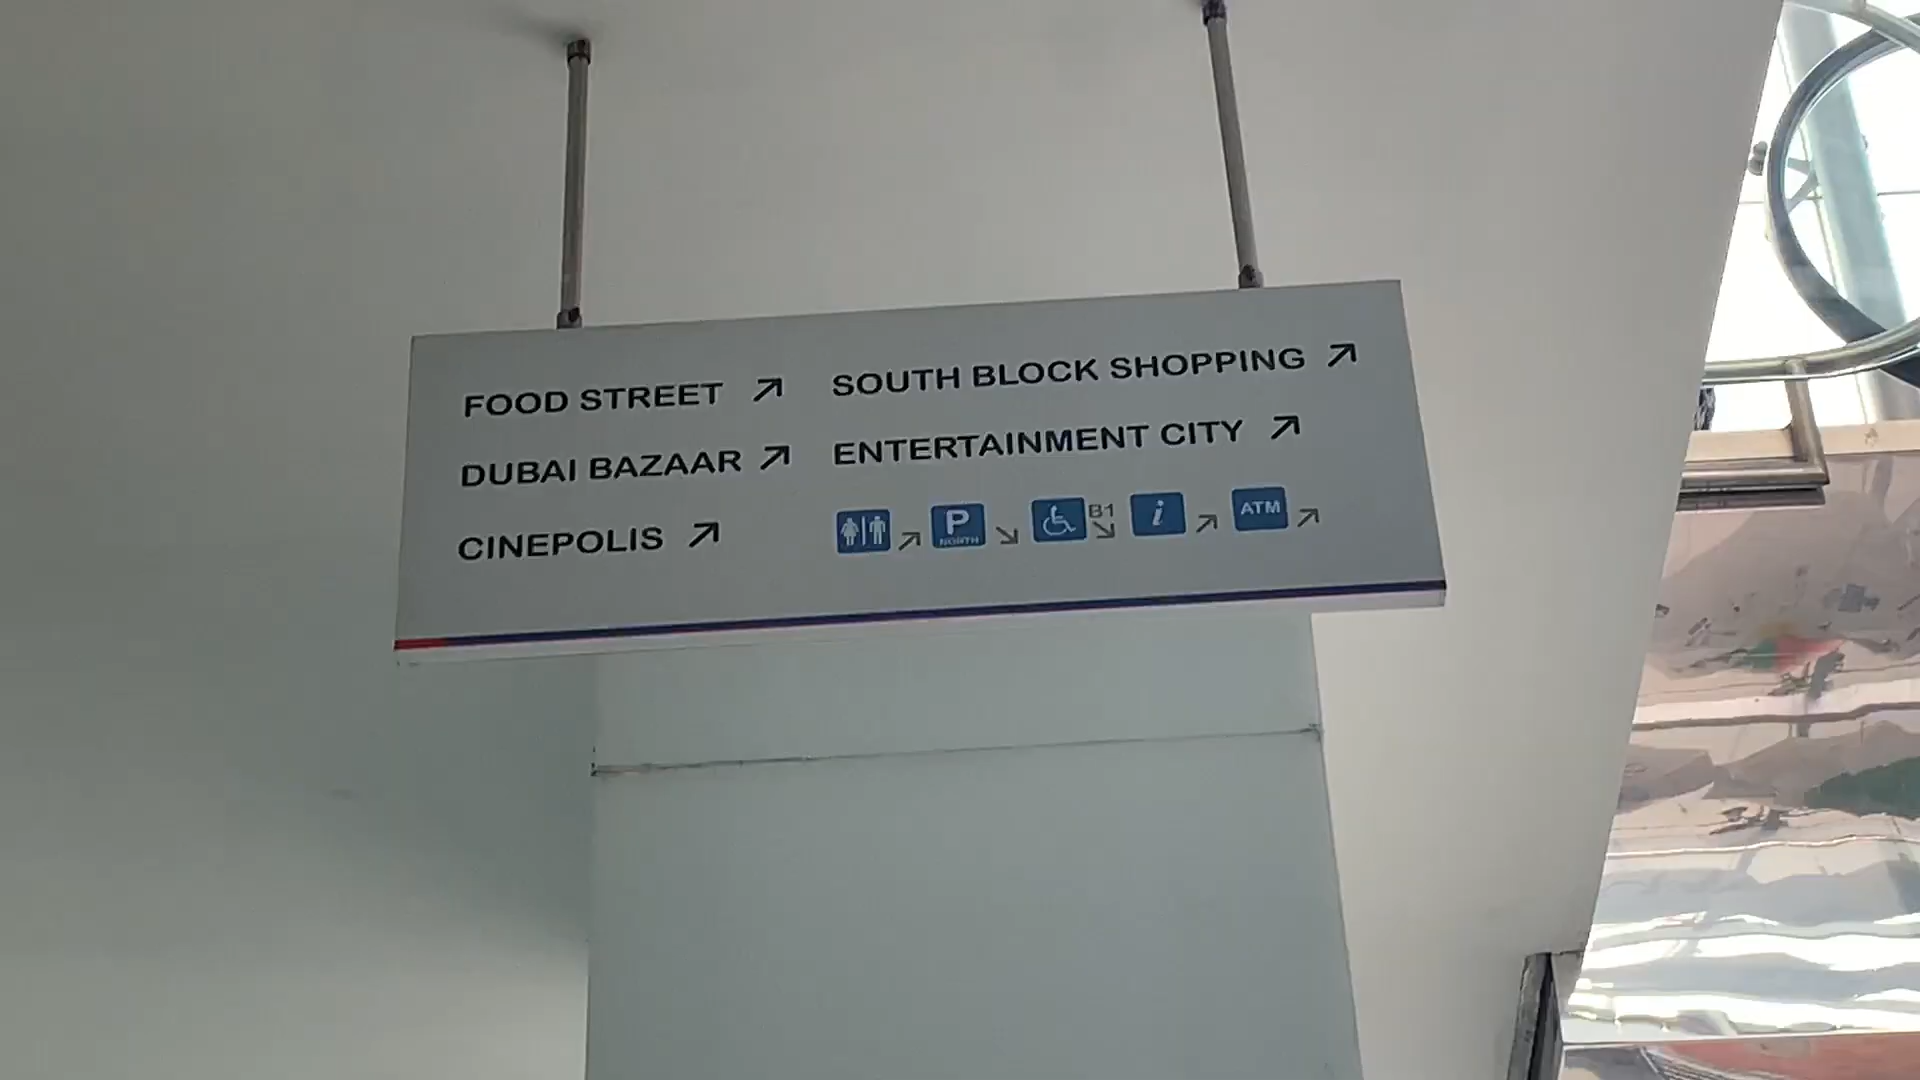 FOOD STREET
DUBAI BAZAAR
CINEPOLIS
SOUTH BLOCK SHOPPING
ENTERTAINMENT CITY
P NORTH B1 i ATM